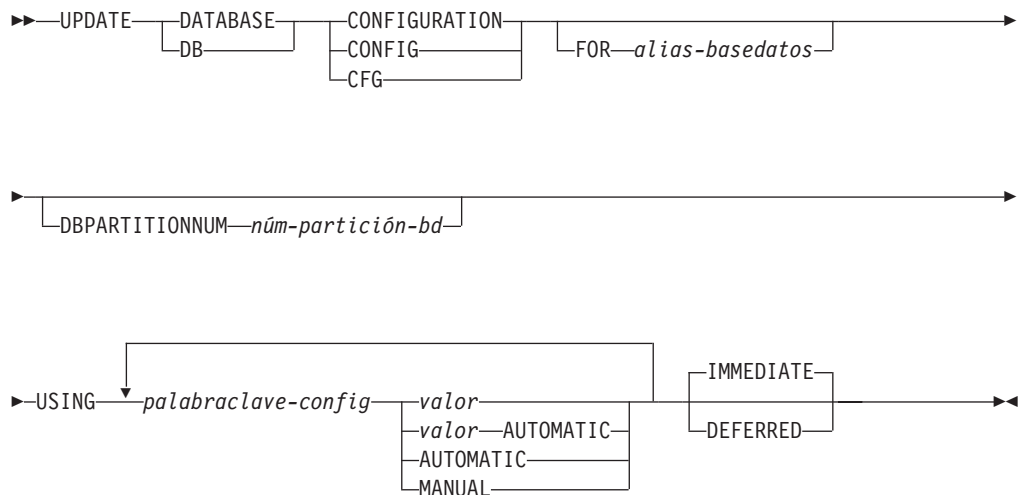 UPDATE DATABASE CONFIGURATION
DB CONFIG FOR alias-basedatos
CFG
DBPARTITIONNUM núm-partición-bd
IMMEDIATE
USING palabraclave-config valor
valor AUTOMATIC DEFERRED
AUTOMATIC
MANUAL